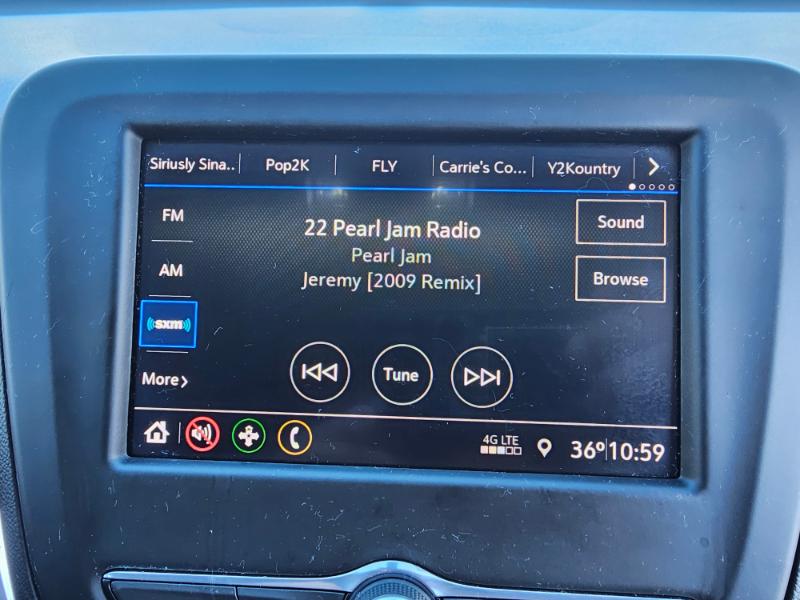 Siriusly Sina.. Pop2K FLY Carrie's Co... Y2Kountry
FM
22 Pearl Jam Radio
Sound
Pearl Jam
AM
Jeremy [2009 Remix]
Browse
sxm
More
Tune
4G LTE
36° 10:59